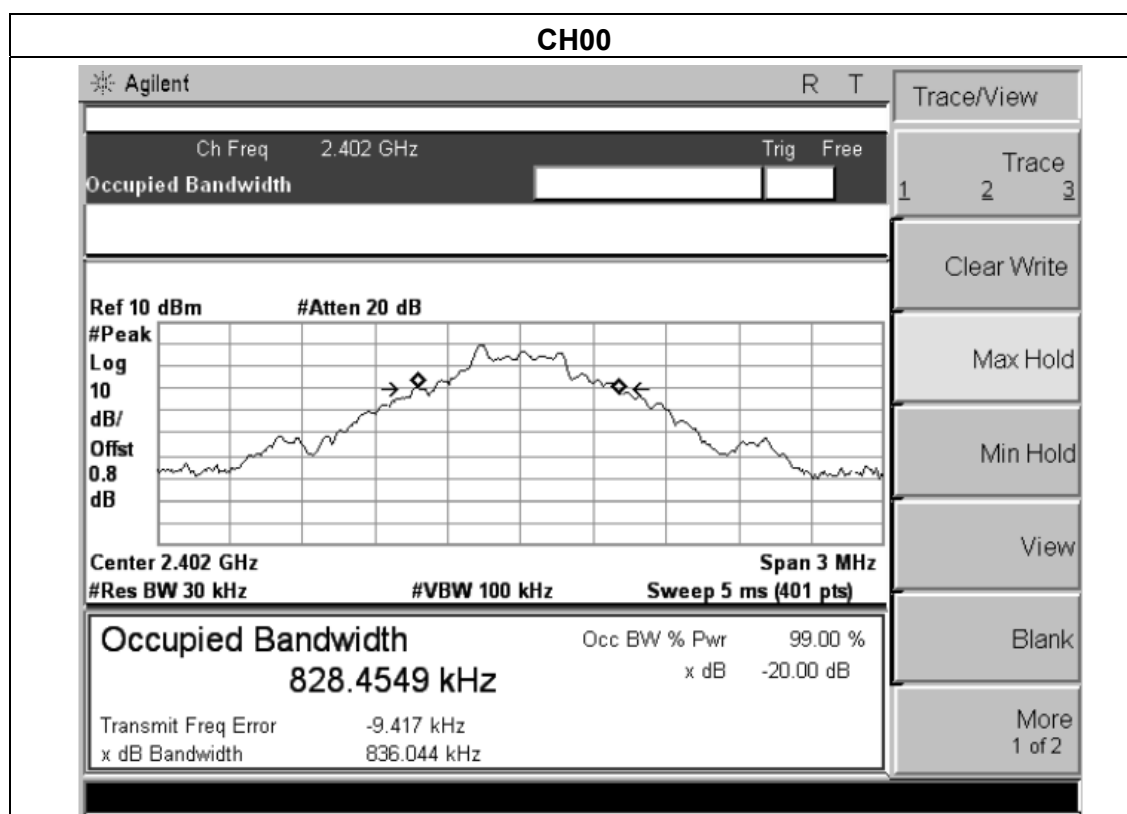 CH00
Agilent R T
Trace/View
Ch Freq 2.402 GHz Trig Free
Occupied Bandwidth
Trace
1 2 3
Clear Write
Max Hold
Min Hold
View
Blank
More
1 of 2
Ref 10 dBm #Atten 20 dB
#Peak
Log
10
dB/
Offst
0.8
dB
Center 2.402 GHz Span 3 MHz
#Res BW 30 kHz #VBW 100 kHz Sweep 5 ms (401 pts)
Occupied Bandwidth Occ BW % Pwr 99.00 %
828.4549 kHz x dB -20.00 dB
Transmit Freq Error -9.417 kHz
x dB Bandwidth 836.044 kHz